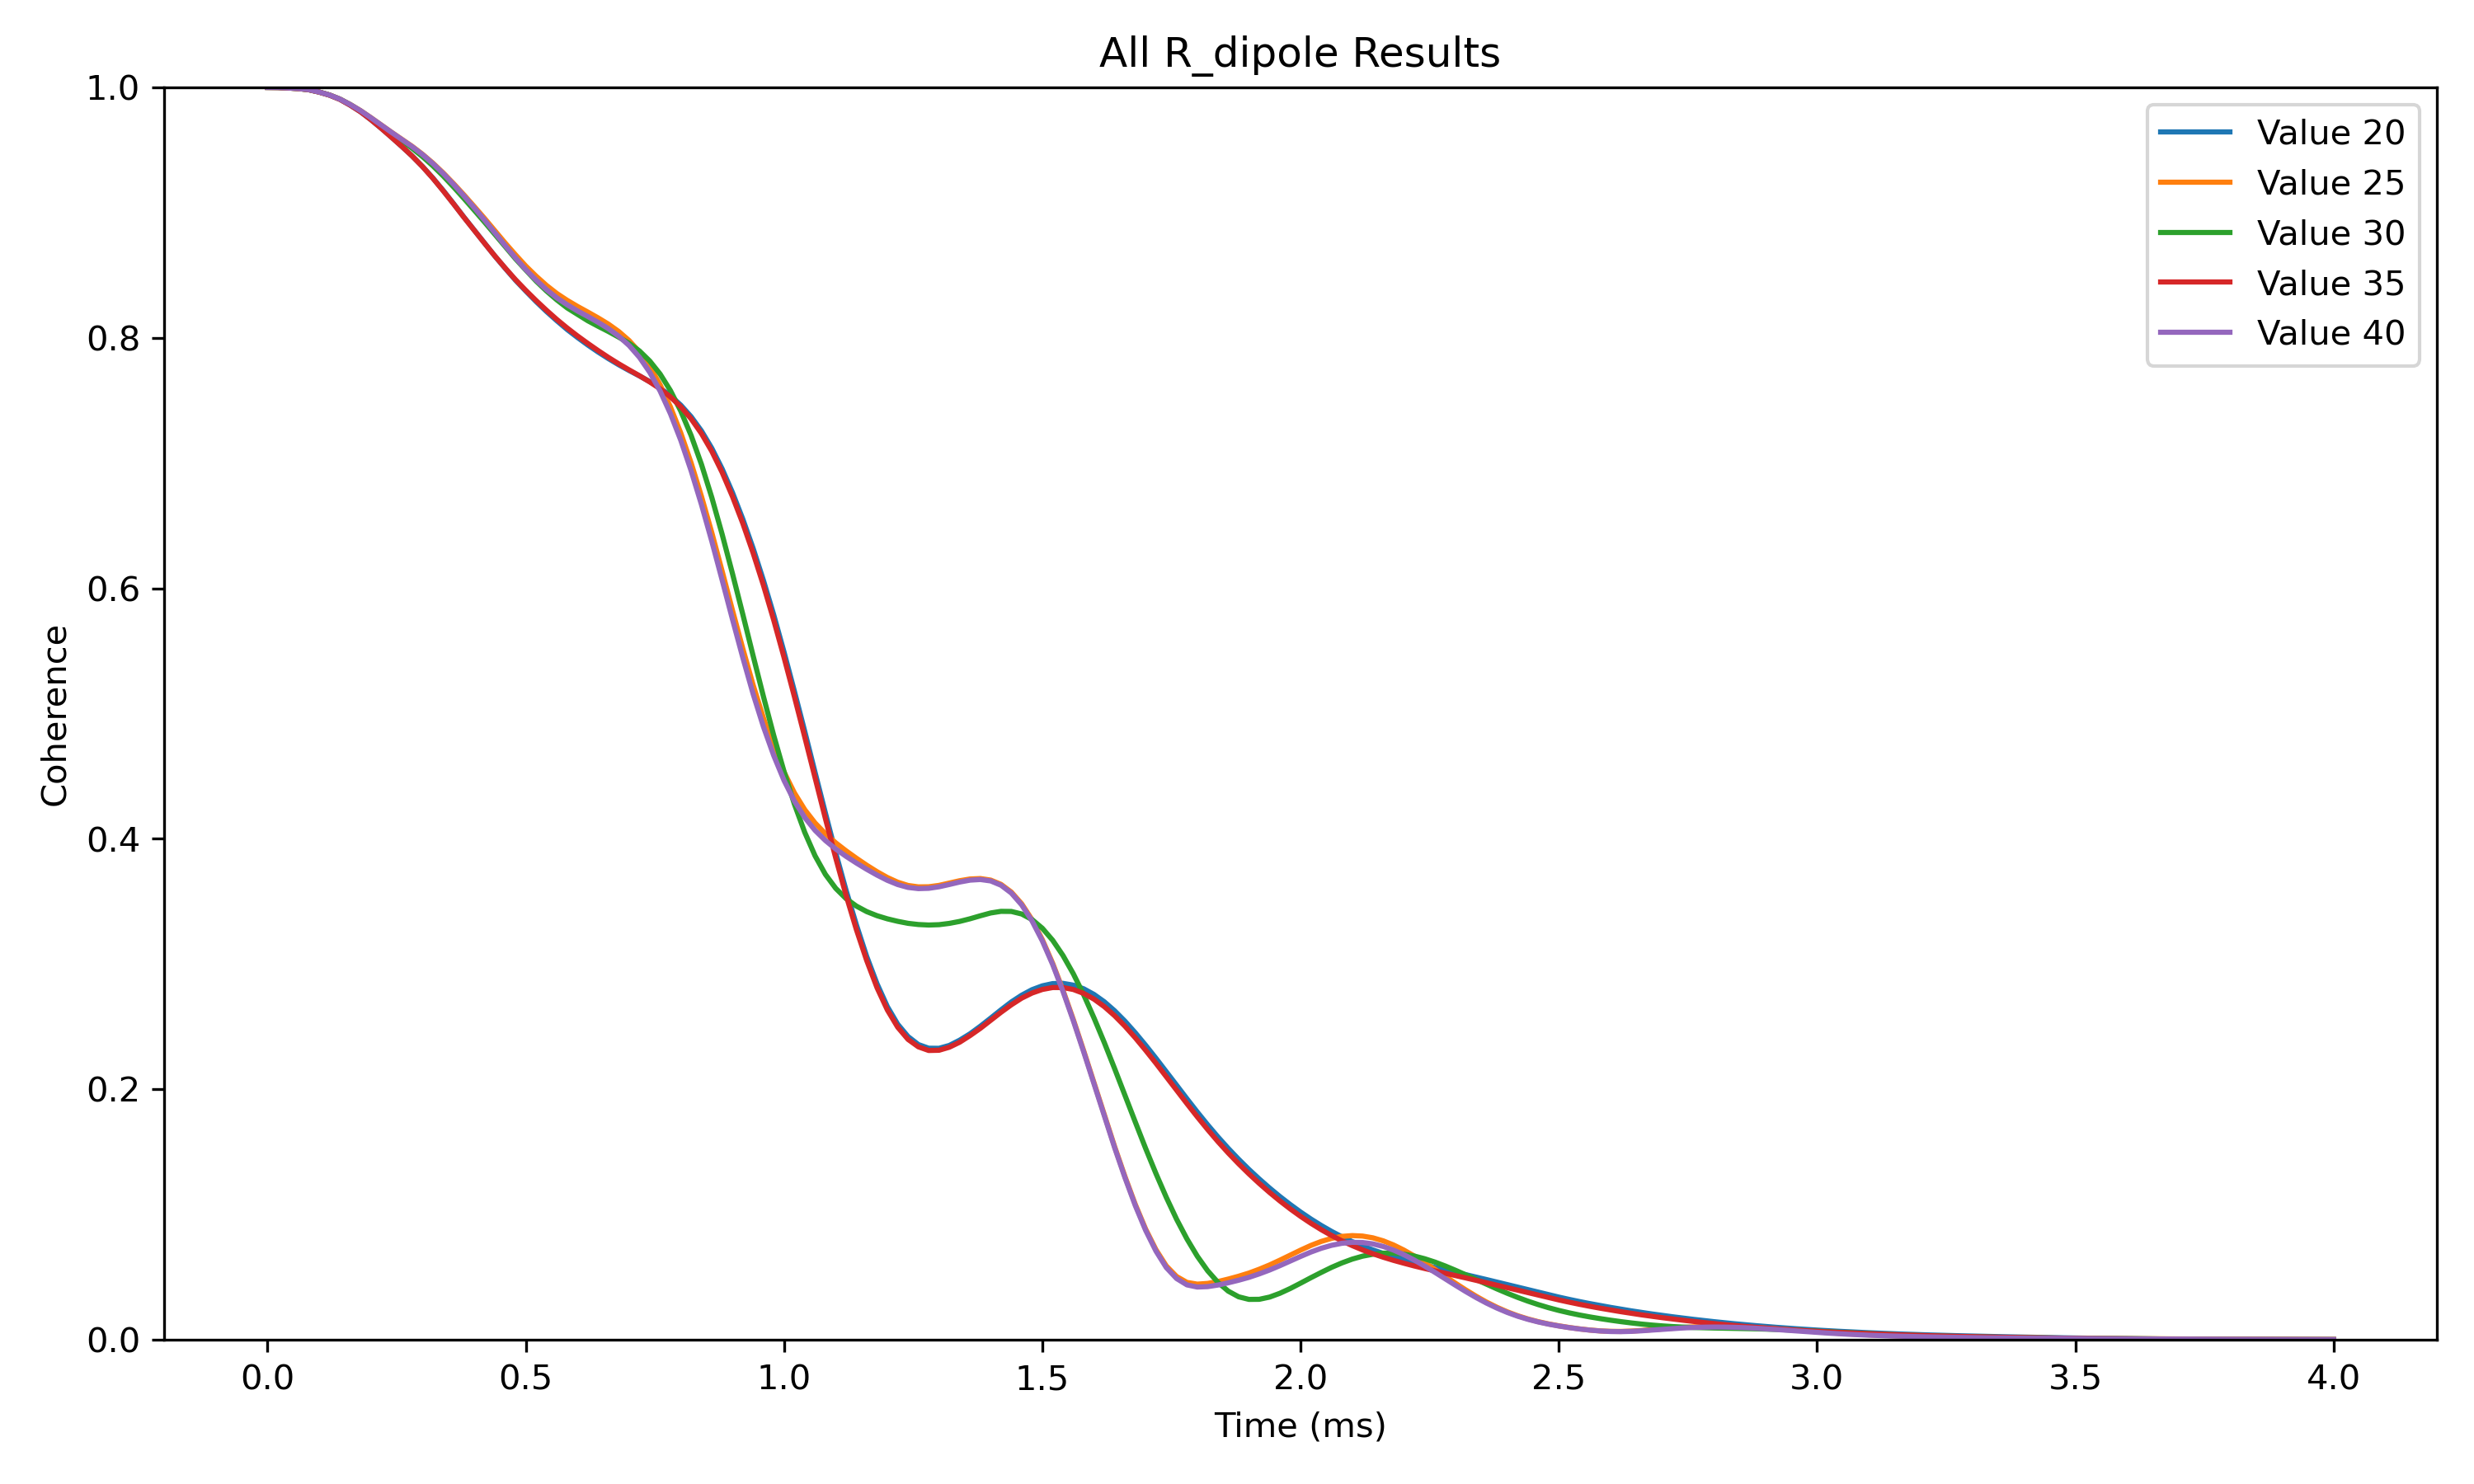 All R_dipole Results
1.0
0.8
0.6
0.4
0.2
0.0
Coherence
Value 20
Value 25
Value 30
Value 35
Value 40
0.0 0.5 1.0 1.5 2.0 2.5 3.0 3.5 4.0
Time (ms)